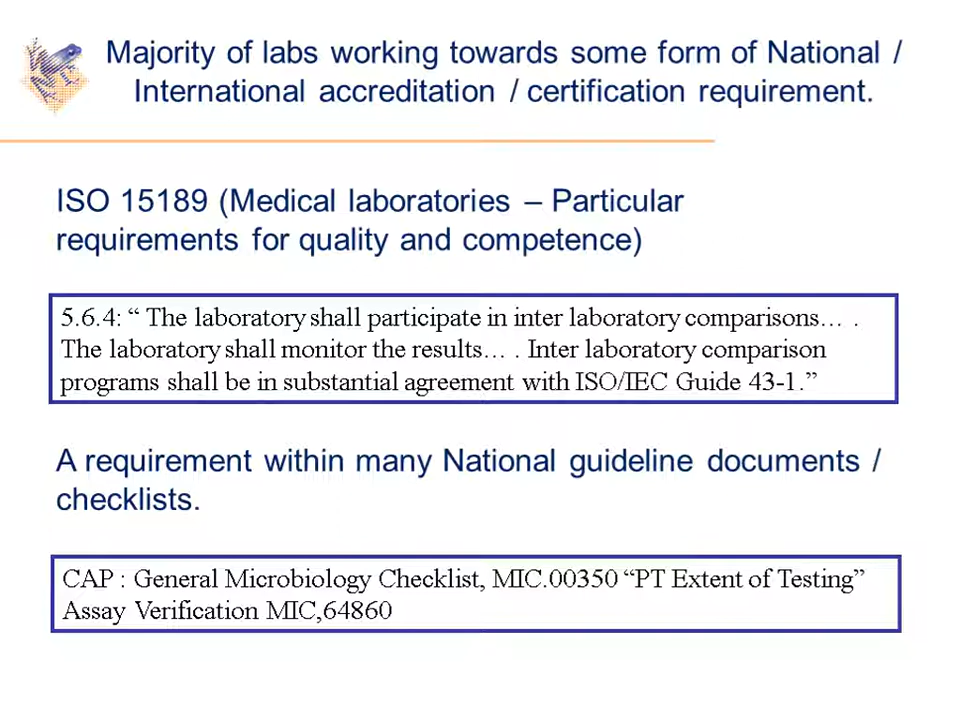 Majority of labs working towards some form of National /
International accreditation / certification requirement.
ISO 15189 (Medical laboratories – Particular
requirements for quality and competence)
5.6.4: “ The laboratory shall participate in inter laboratory comparisons… .
The laboratory shall monitor the results… . Inter laboratory comparison
programs shall be in substantial agreement with ISO/IEC Guide 43-1.”
A requirement within many National guideline documents /
checklists.
CAP : General Microbiology Checklist, MIC.00350 “PT Extent of Testing”
Assay Verification MIC,64860